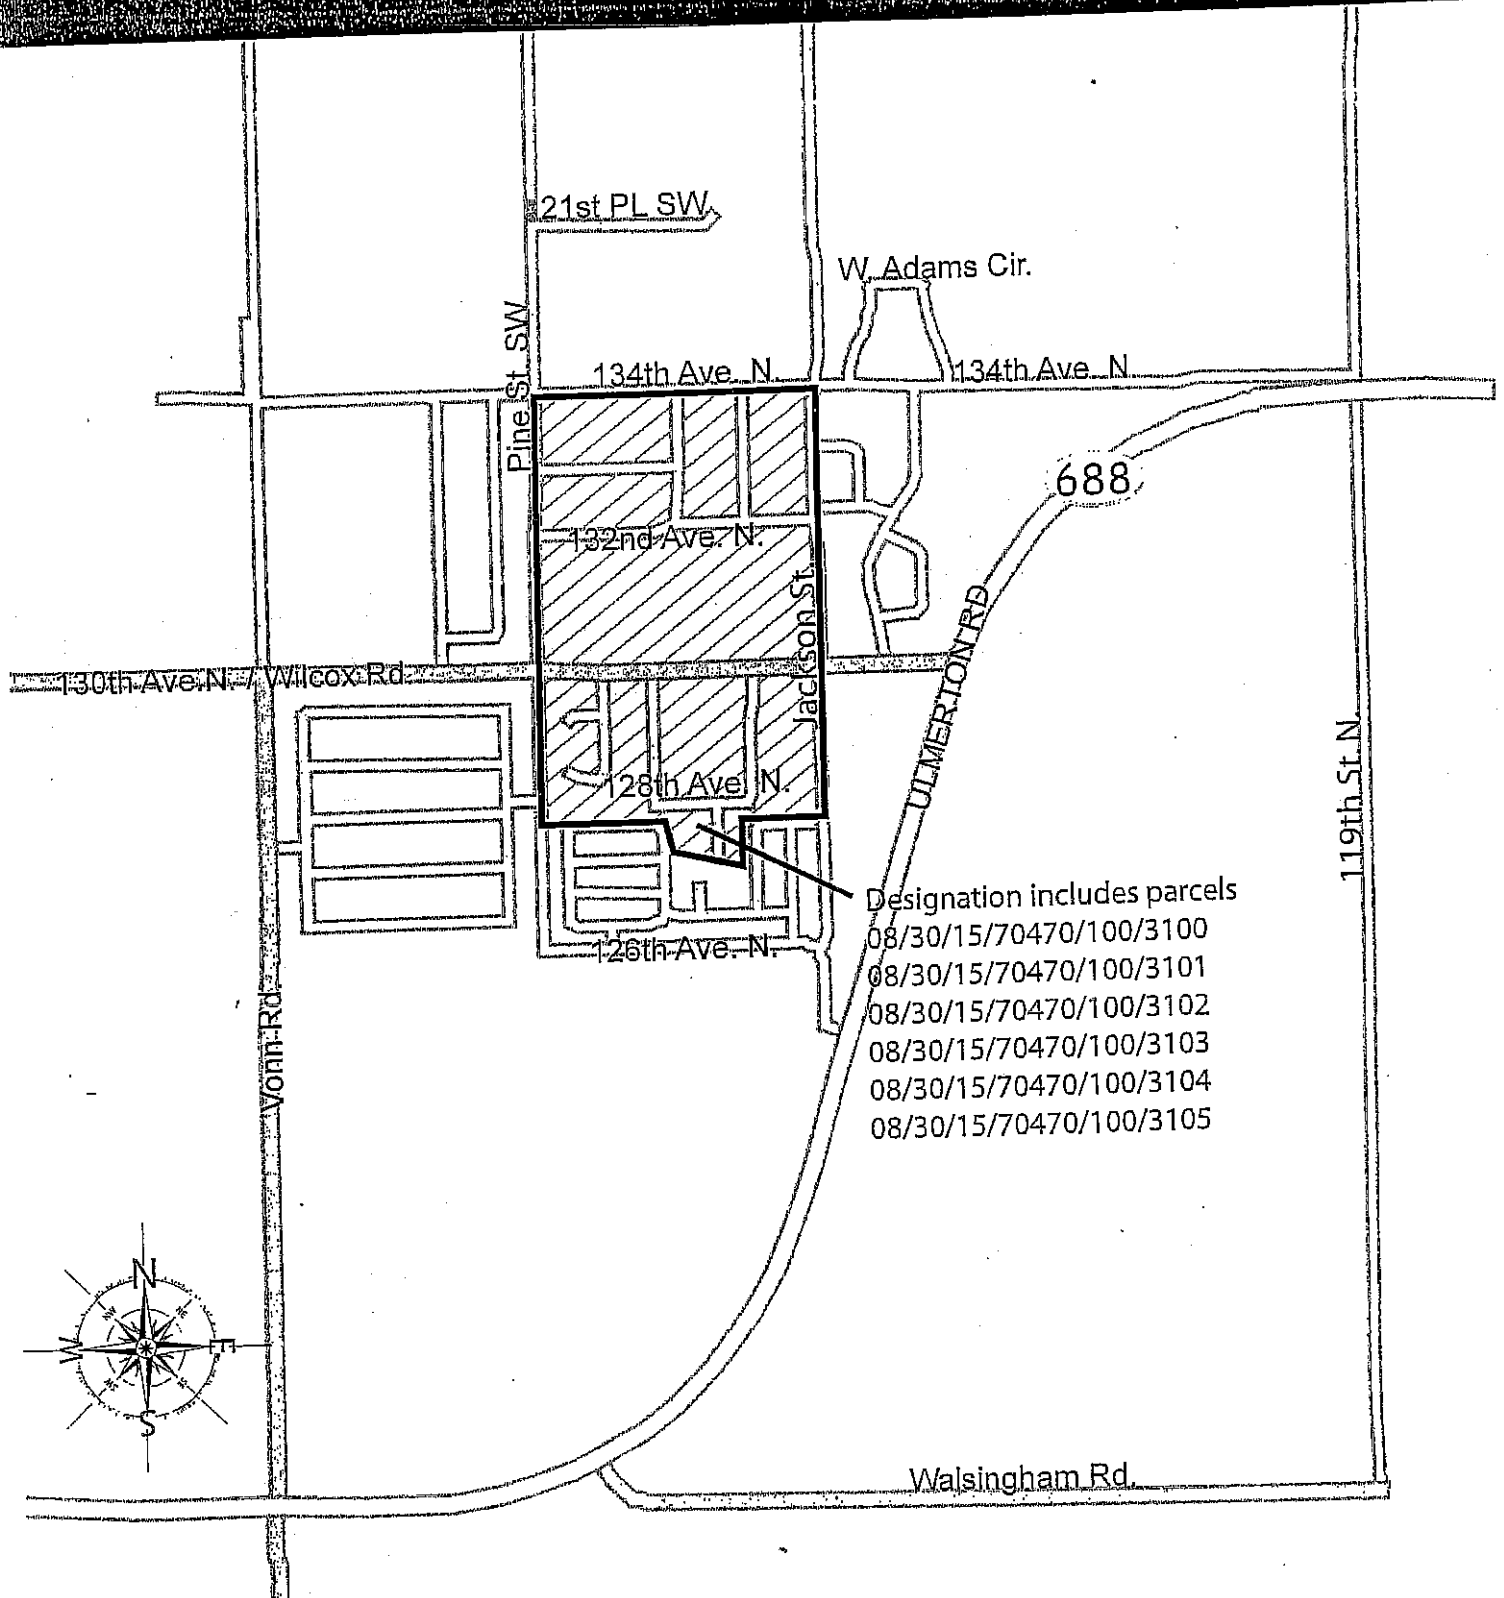 21st PL SW
W. Adams Cir.
Pine St SW
134th Ave. N.
134th Ave. N
688
132nd Ave. N.
Jackson St.
ULMERTON RD
130th Ave N. / Wilcox Rd.
128th Ave. N.
119th St N.
Designation includes parcels
08/30/15/70470/100/3100
08/30/15/70470/100/3101
08/30/15/70470/100/3102
08/30/15/70470/100/3103
08/30/15/70470/100/3104
08/30/15/70470/100/3105
126th Ave. N.
Vonn Rd.
N
NW
NE
W
E
SW
S
Walsingham Rd.